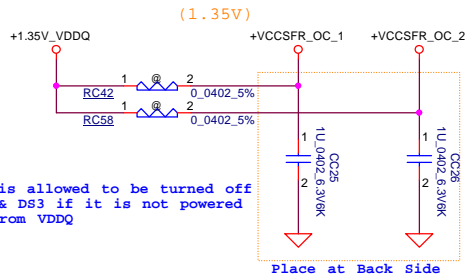 (1.35V)
+1.35V_VDDQ
+VCCSFR_OC_1
+VCCSFR_OC_2
1 @ 2
RC42 0_0402_5%
1 @ 2
RC58 0_0402_5%
1
2
1U_0402_6.3V6K
CC25
1
2
1U_0402_6.3V6K
CC26
is allowed to be turned off
& DS3 if it is not powered
rom VDDQ
Place at Back Side